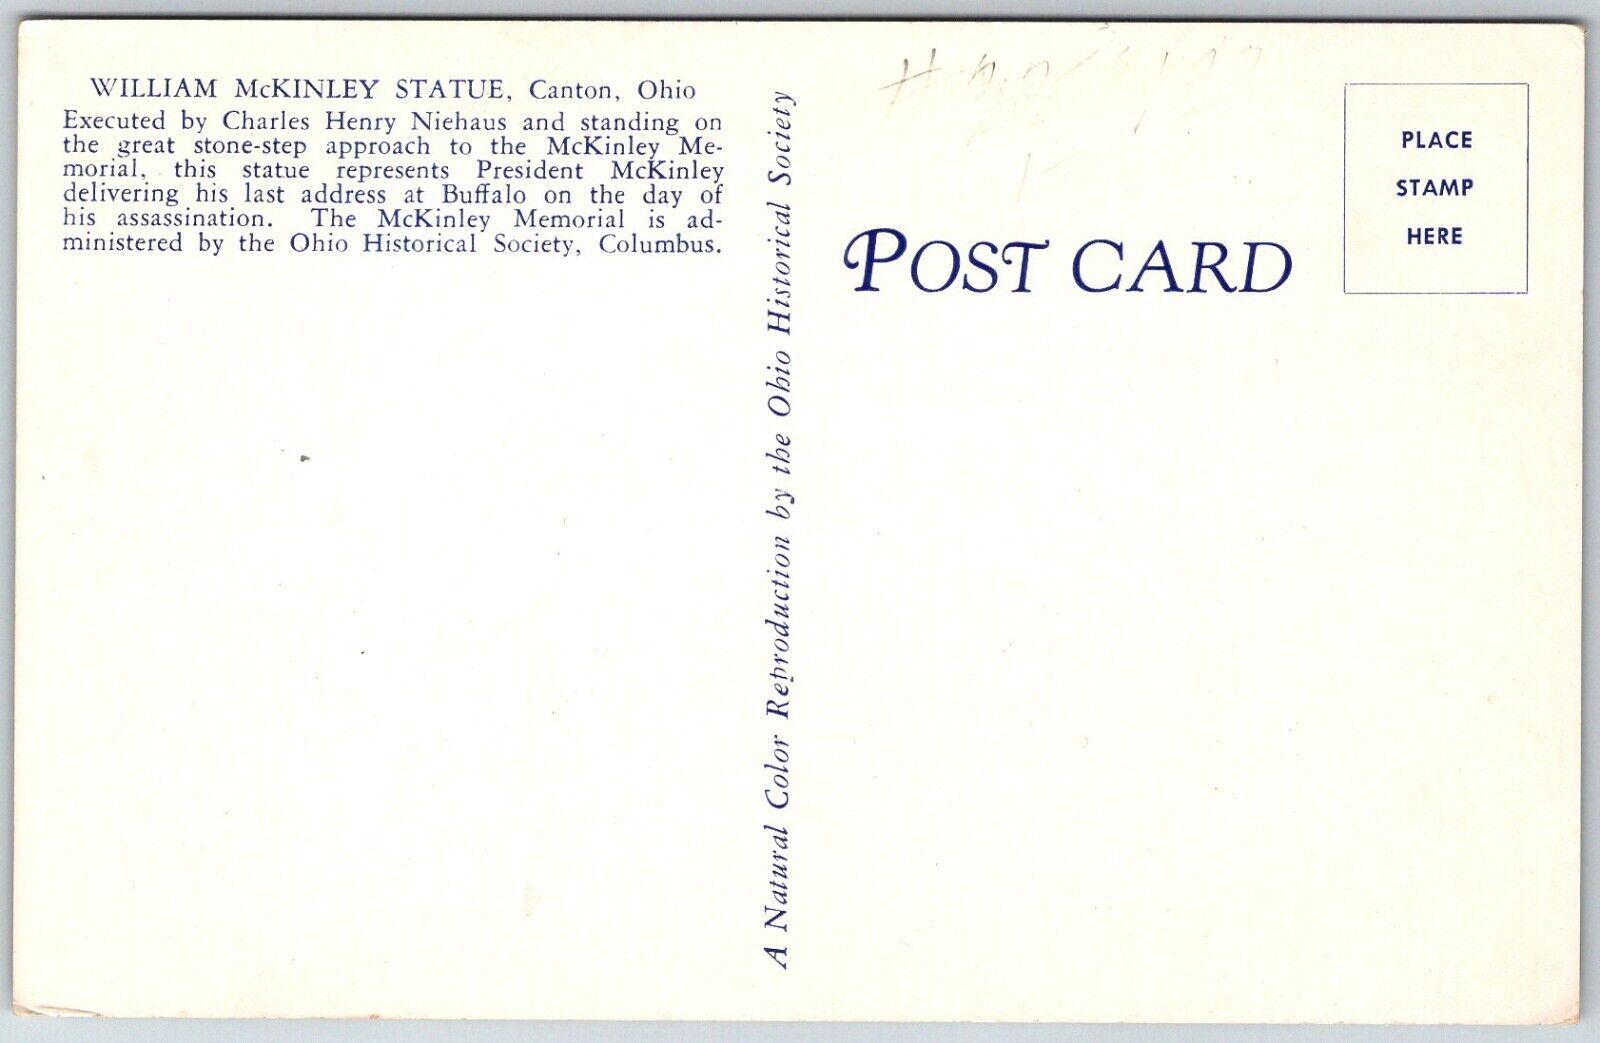 WILLIAM McKINLEY STATUE, Canton, Ohio
Executed by Charles Henry Niehaus and standing on
the great stone-step approach to the McKinley Me-
morial, this statue represents President McKinley
delivering his last address at Buffalo on the day of
his assassination. The McKinley Memorial is ad-
ministered by the Ohio Historical Society, Columbus.
A Natural Color Reproduction by the Ohio Historical Society
POST CARD
PLACE
STAMP
HERE